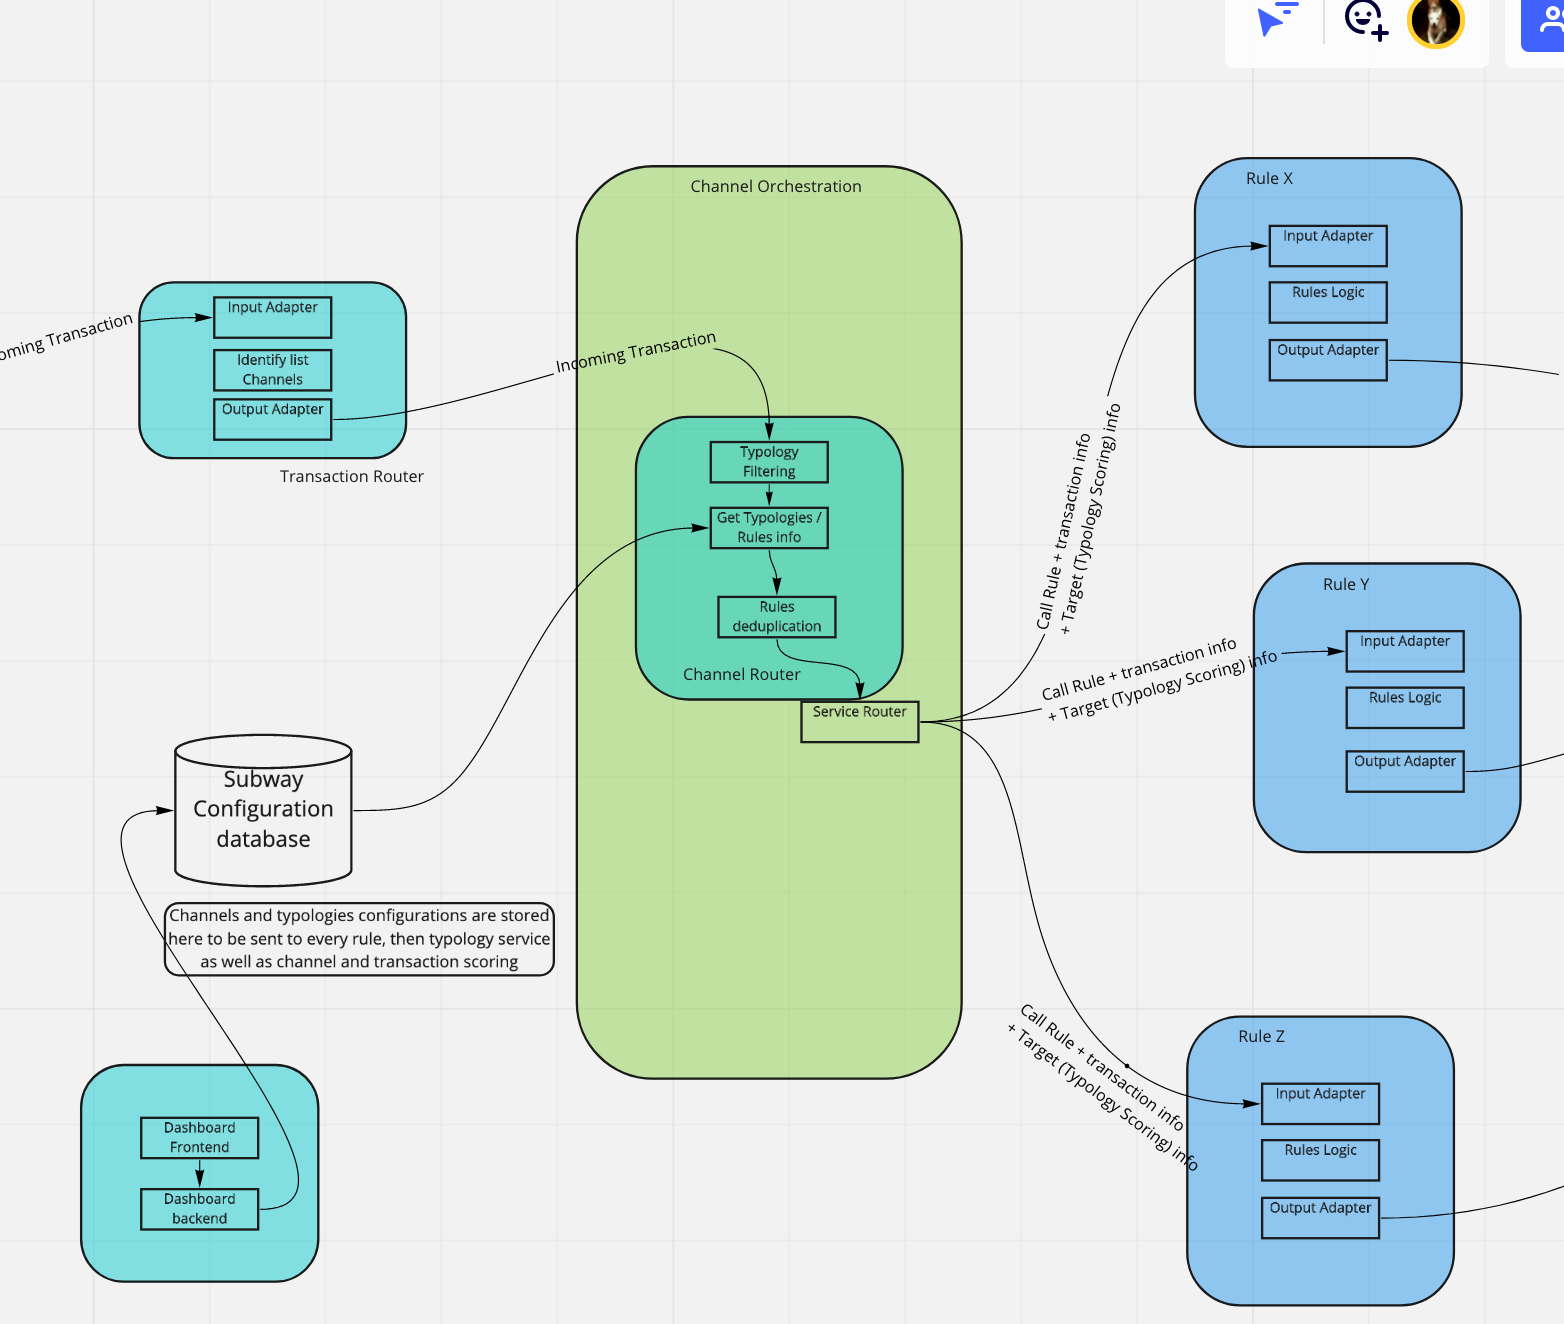 Channel Orchestration
Rule X
Input Adapter
Rules Logic
Output Adapter
Transaction
Input Adapter
Identify list
Channels
Output Adapter
Transaction Router
Incoming Transaction
Typology
Filtering
Get Typologies /
Rules info
Rules
deduplication
Channel Router
Service Router
Call Rule + transaction info
+ Target (Typology Scoring) info
Call Rule + transaction info
+ Target (Typology Scoring) info
Rule Y
Input Adapter
Rules Logic
Output Adapter
Subway
Configuration
database
Channels and typologies configurations are stored
here to be sent to every rule, then typology service
as well as channel and transaction scoring
Call Rule + transaction info
+ Target (Typology Scoring) info
Rule Z
Input Adapter
Rules Logic
Output Adapter
Dashboard
Frontend
Dashboard
backend